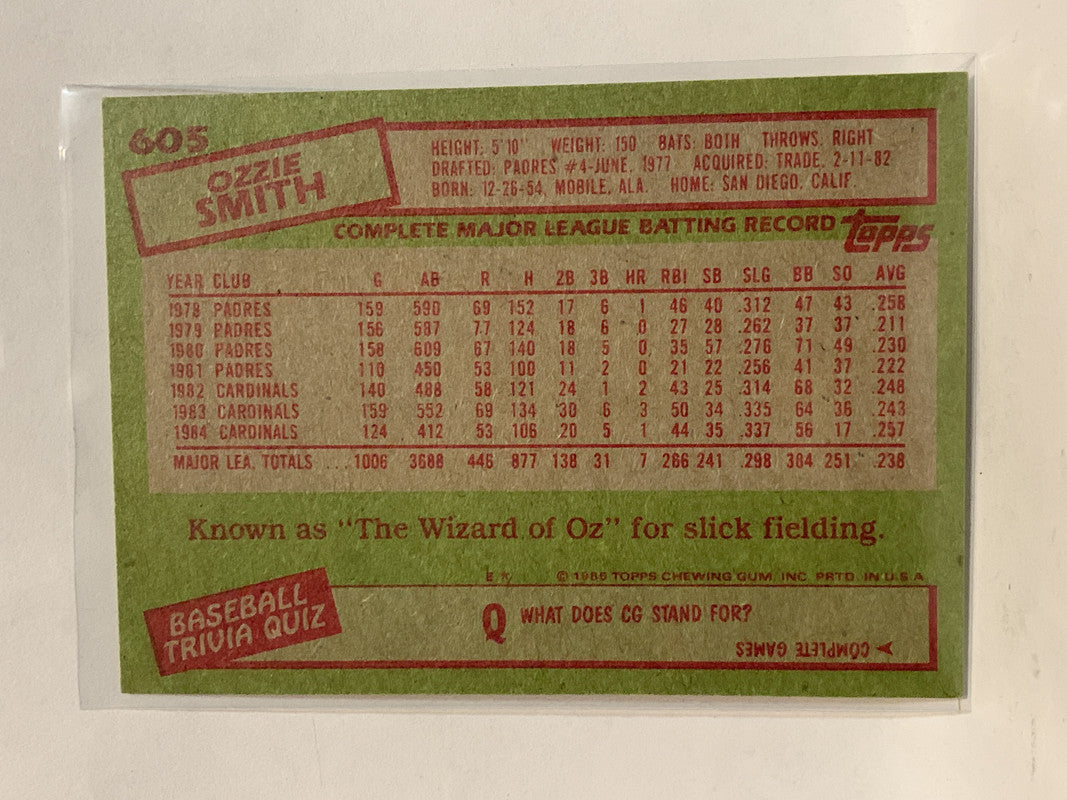 605
OZZIE
SMITH
HEIGHT: 5'10" WEIGHT: 150 BATS: BOTH THROWS: RIGHT
DRAFTED: PADRES #4-JUNE, 1977 ACQUIRED: TRADE, 2-11-82
BORN: 12-26-54, MOBILE, ALA. HOME: SAN DIEGO, CALIF.
COMPLETE MAJOR LEAGUE BATTING RECORD
topps
YEAR CLUB G AB R H 2B 3B HR RBI SB SLG BB SO AVG
1978 PADRES 159 590 69 152 17 6 1 46 40 .312 47 43 .258
1979 PADRES 156 587 77 124 18 6 0 27 28 .262 37 37 .211
1980 PADRES 158 609 67 140 18 5 0 35 57 .276 71 49 .230
1981 PADRES 110 450 53 100 11 2 0 21 22 .256 41 37 .222
1982 CARDINALS 140 488 58 121 24 1 2 43 25 .314 68 32 .248
1983 CARDINALS 159 552 69 134 30 6 3 50 34 .335 64 36 .243
1984 CARDINALS 124 412 53 106 20 5 1 44 35 .337 56 17 .257
MAJOR LEA. TOTALS ... 1006 3688 446 877 138 31 7 266 241 .298 384 251 .238
Known as "The Wizard of Oz" for slick fielding.
© 1985 TOPPS CHEWING GUM, INC. PRTD. IN U.S.A.
BASEBALL
TRIVIA QUIZ
Q WHAT DOES CG STAND FOR?
COMPLETE GAMES